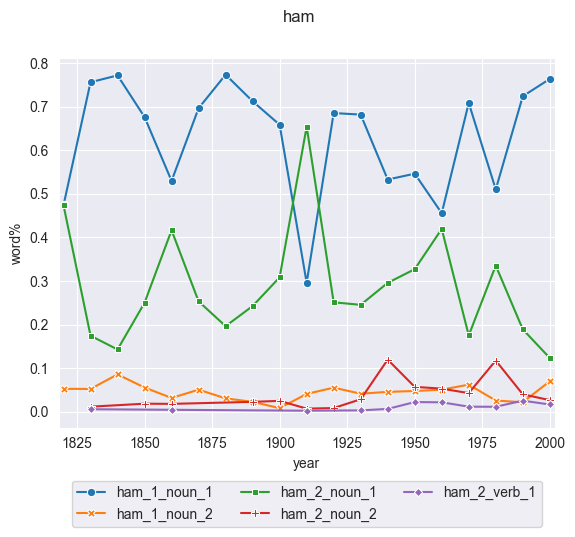 ham
0.8
0.7
0.6
0.5
0.4
0.3
0.2
0.1
0.0
word%
1825 1850 1875 1900 1925 1950 1975 2000
year
ham_1_noun_1 ham_2_noun_1 ham_2_verb_1
ham_1_noun_2 ham_2_noun_2